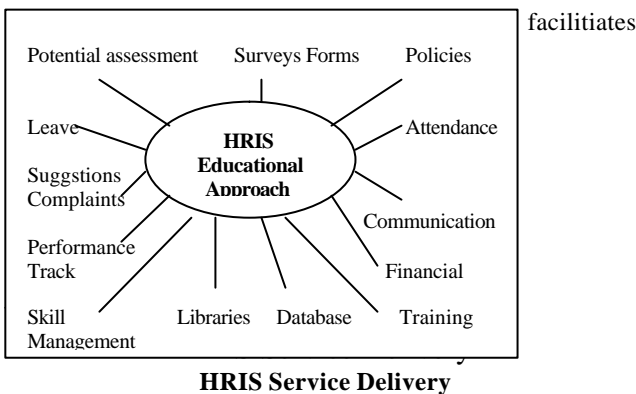 facilitiates
Potential assessment Surveys Forms Policies
Leave
HRIS
Educational
Approach
Attendance
Suggstions
Complaints
Communication
Performance
Track
Financial
Skill
Management
Libraries Database Training
HRIS Service Delivery